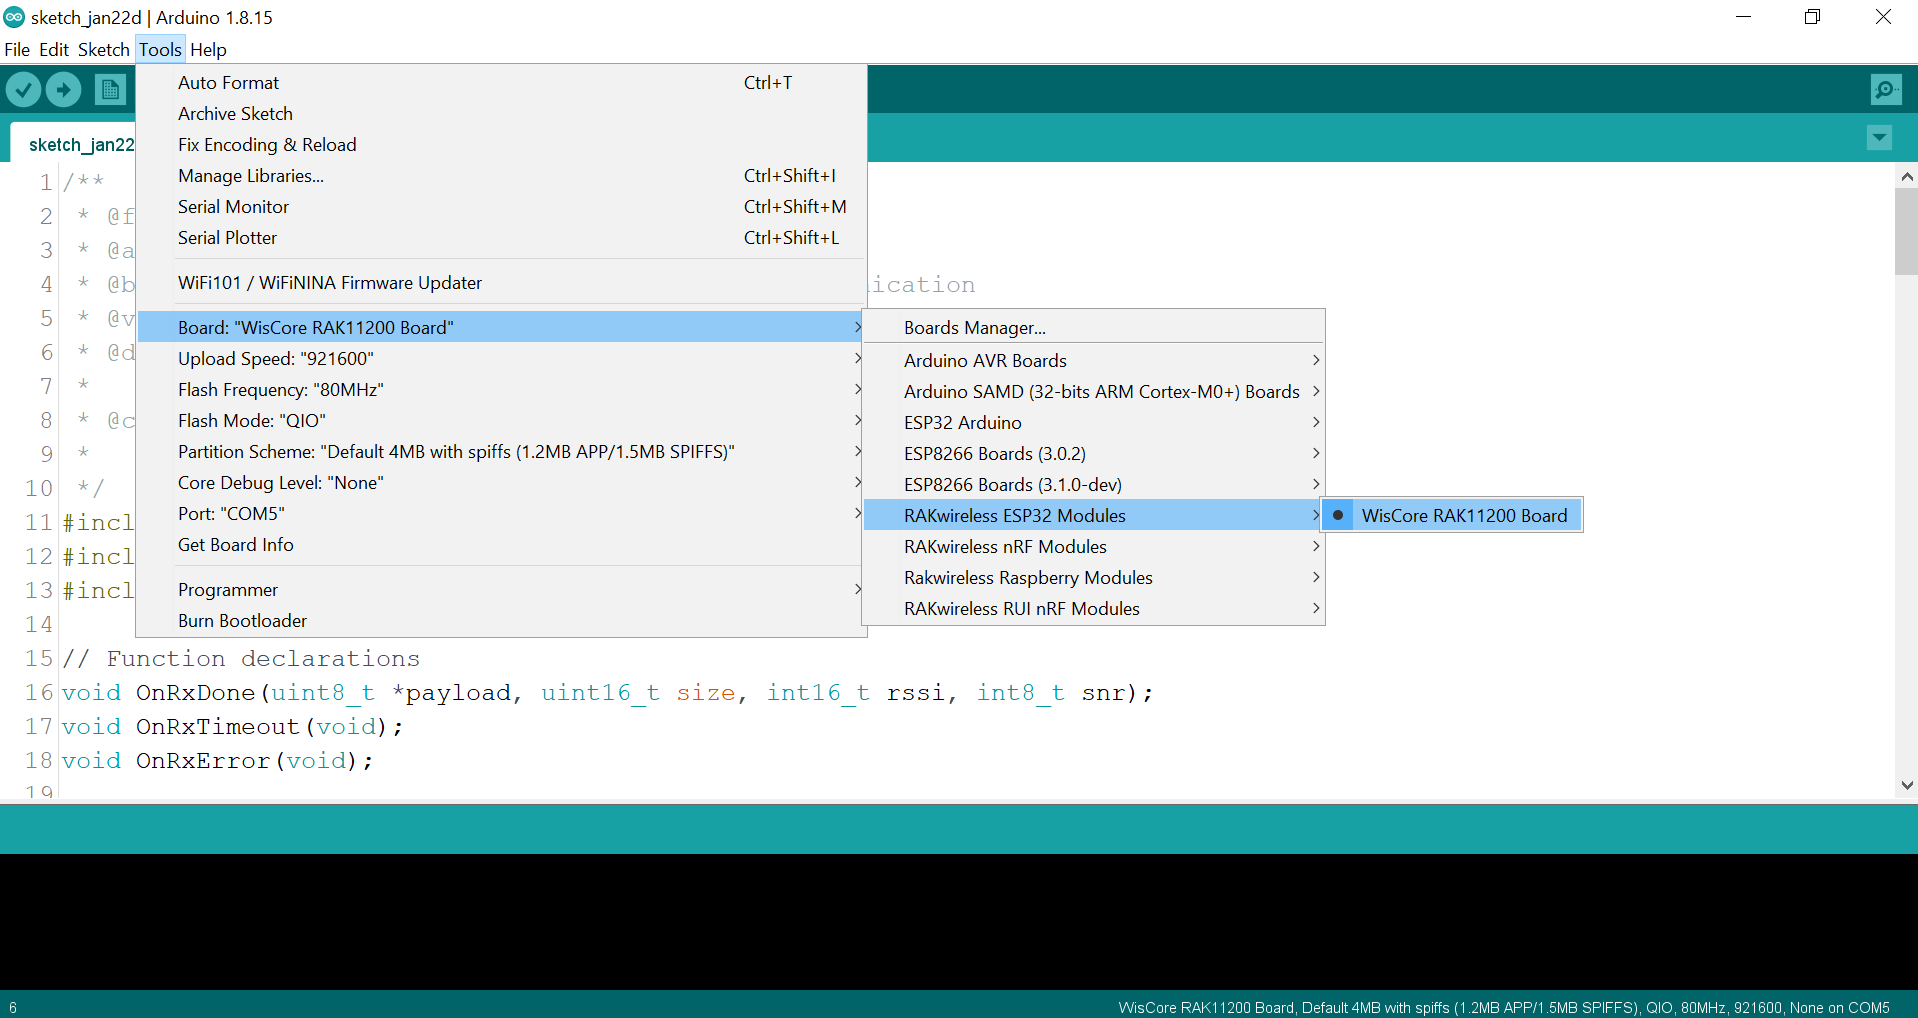 sketch_jan22d | Arduino 1.8.15
File Edit Sketch Tools Help
Auto Format Ctrl+T
Archive Sketch
Fix Encoding & Reload
Manage Libraries... Ctrl+Shift+I
Serial Monitor Ctrl+Shift+M
Serial Plotter Ctrl+Shift+L
WiFi101 / WiFiNINA Firmware Updater
Board: "WisCore RAK11200 Board"
Upload Speed: "921600"
Flash Frequency: "80MHz"
Flash Mode: "QIO"
Partition Scheme: "Default 4MB with spiffs (1.2MB APP/1.5MB SPIFFS)"
Core Debug Level: "None"
Port: "COM5"
Get Board Info
Programmer
Burn Bootloader
Boards Manager...
Arduino AVR Boards
Arduino SAMD (32-bits ARM Cortex-M0+) Boards
ESP32 Arduino
ESP8266 Boards (3.0.2)
ESP8266 Boards (3.1.0-dev)
RAKwireless ESP32 Modules
RAKwireless nRF Modules
Rakwireless Raspberry Modules
RAKwireless RUI nRF Modules
WisCore RAK11200 Board
sketch_jan22
1 /**
2 * @f
3 * @a
4 * @b ication
5 * @v
6 * @d
7 *
8 * @c
9 *
10 */
11 #incl
12 #incl
13 #incl
14
15 // Function declarations
16 void OnRxDone(uint8_t *payload, uint16_t size, int16_t rssi, int8_t snr);
17 void OnRxTimeout(void);
18 void OnRxError(void);
19
6
WisCore RAK11200 Board, Default 4MB with spiffs (1.2MB APP/1.5MB SPIFFS), QIO, 80MHz, 921600, None on COM5